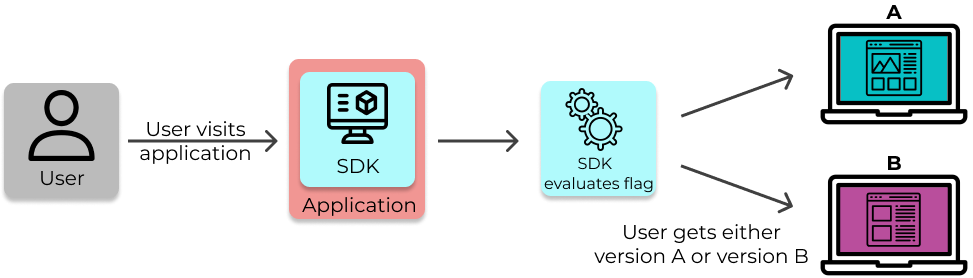 User
User visits
application
SDK
Application
SDK
evaluates flag
A
B
User gets either
version A or version B